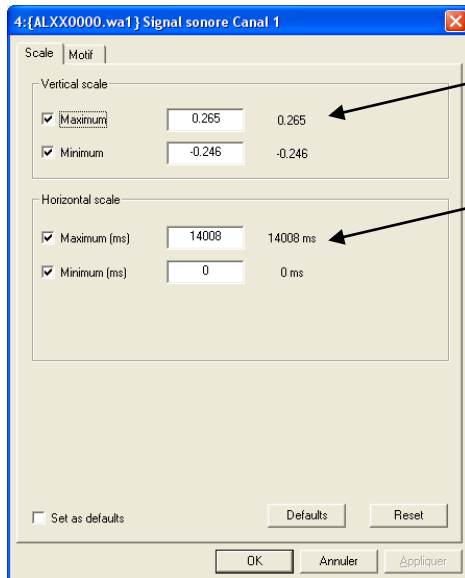 4:{ALXX0000.wa1} Signal sonore Canal 1
Scale Motif
Vertical scale
Maximum 0.265 0.265
Minimum -0.246 -0.246
Horizontal scale
Maximum (ms) 14008 14008 ms
Minimum (ms) 0 0 ms
Set as defaults Defaults Reset
OK Annuler Appliquer